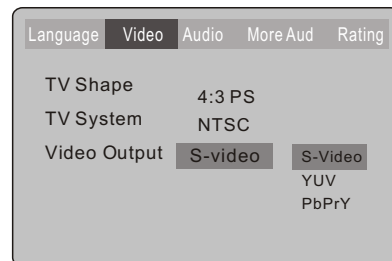 Language Video Audio More Aud Rating
TV Shape 4:3 PS
TV System NTSC
Video Output S-video S-Video
YUV
PbPrY